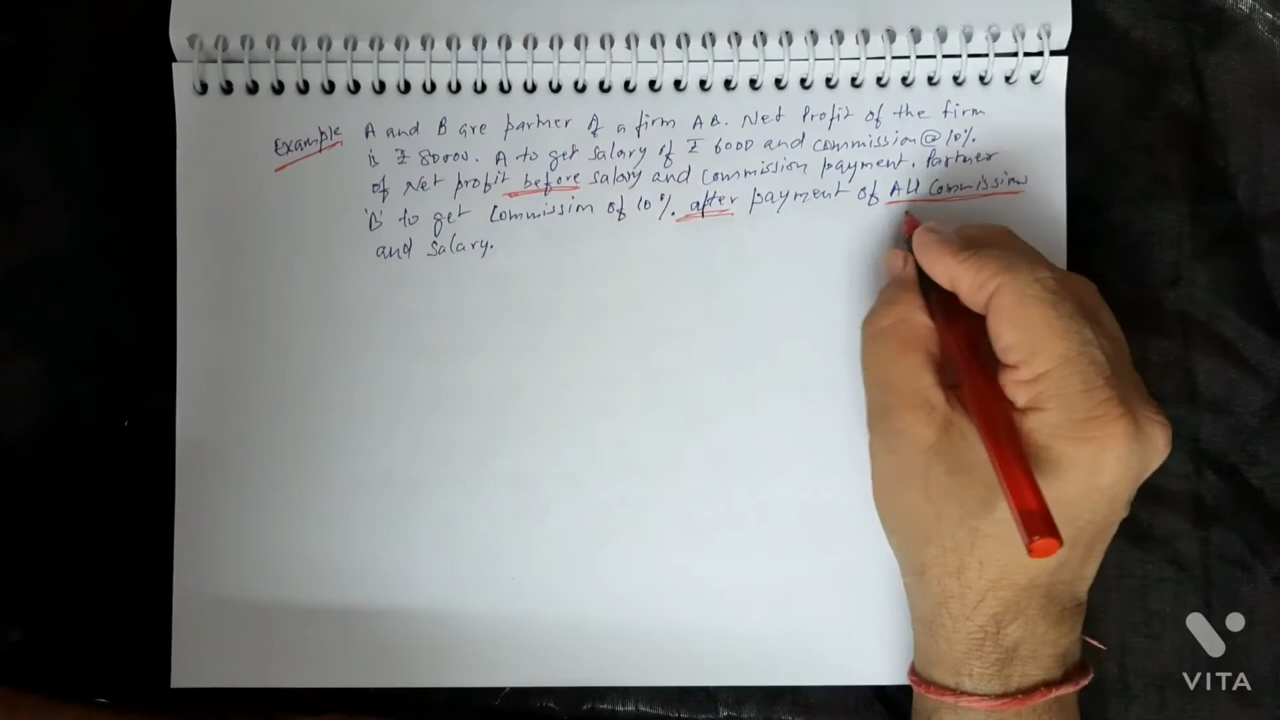 Example A and B are partner of a firm AB. Net Profit of the firm
is ₹ 80000. A to get salary of ₹ 6000 and commission @ 10%.
of Net profit before salary and commission payment. Partner
'B' to get commission of 10% after payment of All Commissions
and salary.
VITA